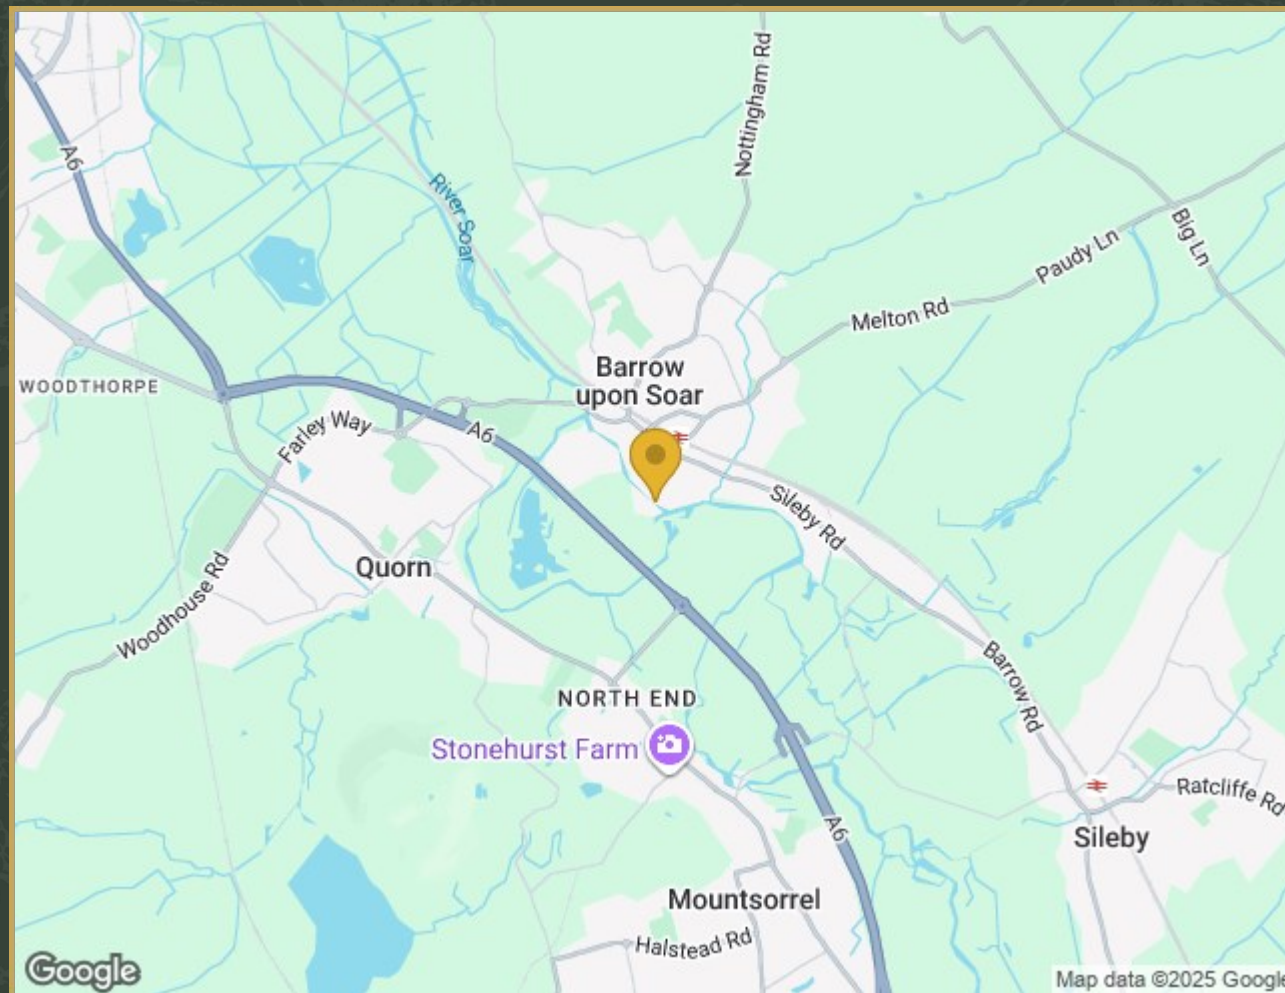 Nottingham Rd
A6
River Soar
Big Ln
Paudy Ln
Melton Rd
Barrow
upon Soar
WOODTHORPE
Farley Way
A6
Sileby Rd
Quorn
Woodhouse Rd
Barrow Rd
NORTH END
Stonehurst Farm
Ratcliffe Rd
A6
Sileby
Mountsorrel
Halstead Rd
Google
Map data ©2025 Google